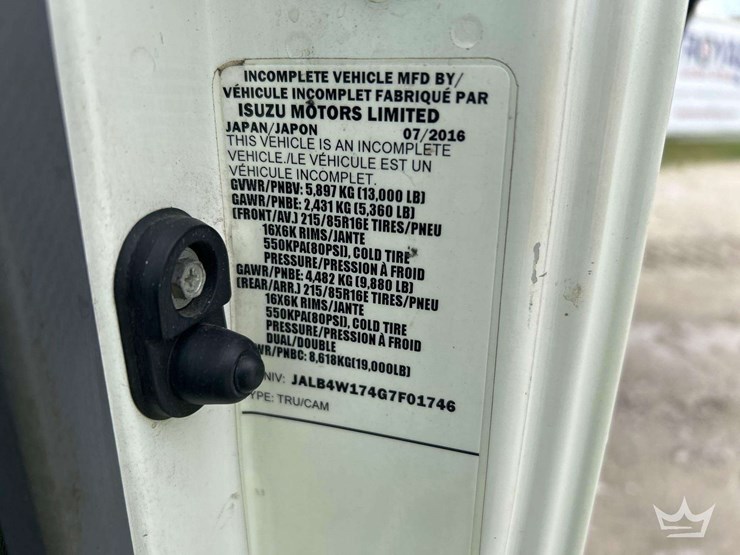 INCOMPLETE VEHICLE MFD BY/
VÉHICULE INCOMPLET FABRIQUÉ PAR
ISUZU MOTORS LIMITED
JAPAN/JAPON 07/2016
THIS VEHICLE IS AN INCOMPLETE
VEHICLE./LE VÉHICULE EST UN
VÉHICULE INCOMPLET.
GVWR/PNBV: 5,897 KG (13,000 LB)
GAWR/PNBE: 2,431 KG (5,360 LB)
(FRONT/AV.) 215/85R16E TIRES/PNEU
16X6K RIMS/JANTE
550KPA(80PSI), COLD TIRE
PRESSURE/PRESSION À FROID
GAWR/PNBE: 4,482 KG (9,880 LB)
(REAR/ARR.) 215/85R16E TIRES/PNEU
16X6K RIMS/JANTE
550KPA(80PSI), COLD TIRE
PRESSURE/PRESSION À FROID
DUAL/DOUBLE
WR/PNBC: 8,618KG(19,000LB)
NIV: JALB4W174G7F01746
YPE: TRU/CAM